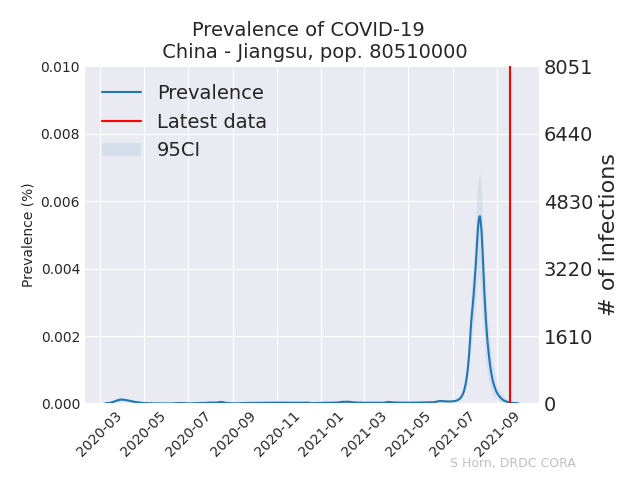 Prevalence of COVID-19
China - Jiangsu, pop. 80510000
Prevalence
Latest data
95CI
Prevalence (%)
0.010
0.008
0.006
0.004
0.002
0.000
8051
6440
4830
3220
1610
0
# of infections
2020-03
2020-05
2020-07
2020-09
2020-11
2021-01
2021-03
2021-05
2021-07
2021-09
S Horn, DRDC CORA